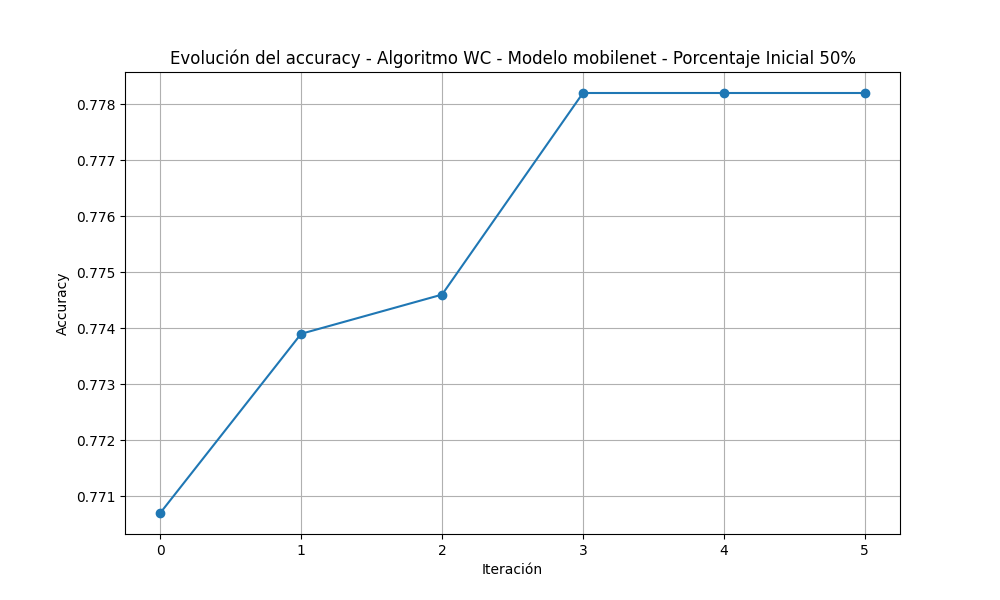 Evolución del accuracy - Algoritmo WC - Modelo mobilenet - Porcentaje Inicial 50%
0.778
0.777
0.776
0.775
0.774
0.773
0.772
0.771
Accuracy
0 1 2 3 4 5
Iteración